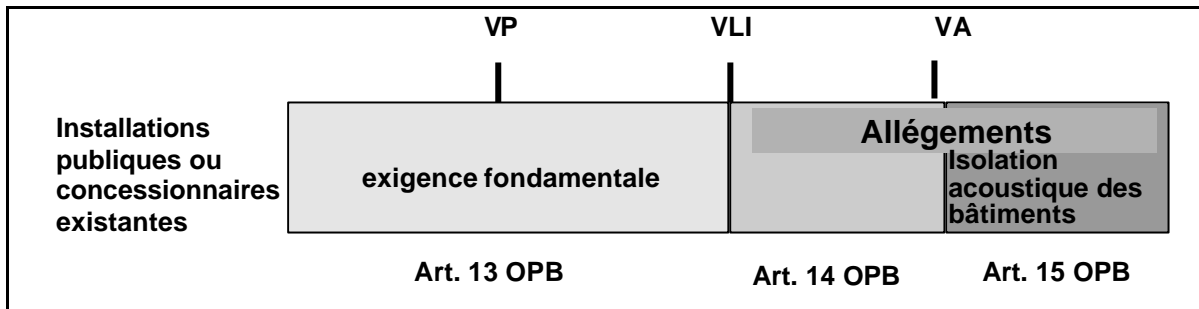 VP
VLI
VA
Installations
publiques ou
concessionnaires
existantes
exigence fondamentale
Allégements
Isolation
acoustique des
bâtiments
Art. 13 OPB
Art. 14 OPB
Art. 15 OPB